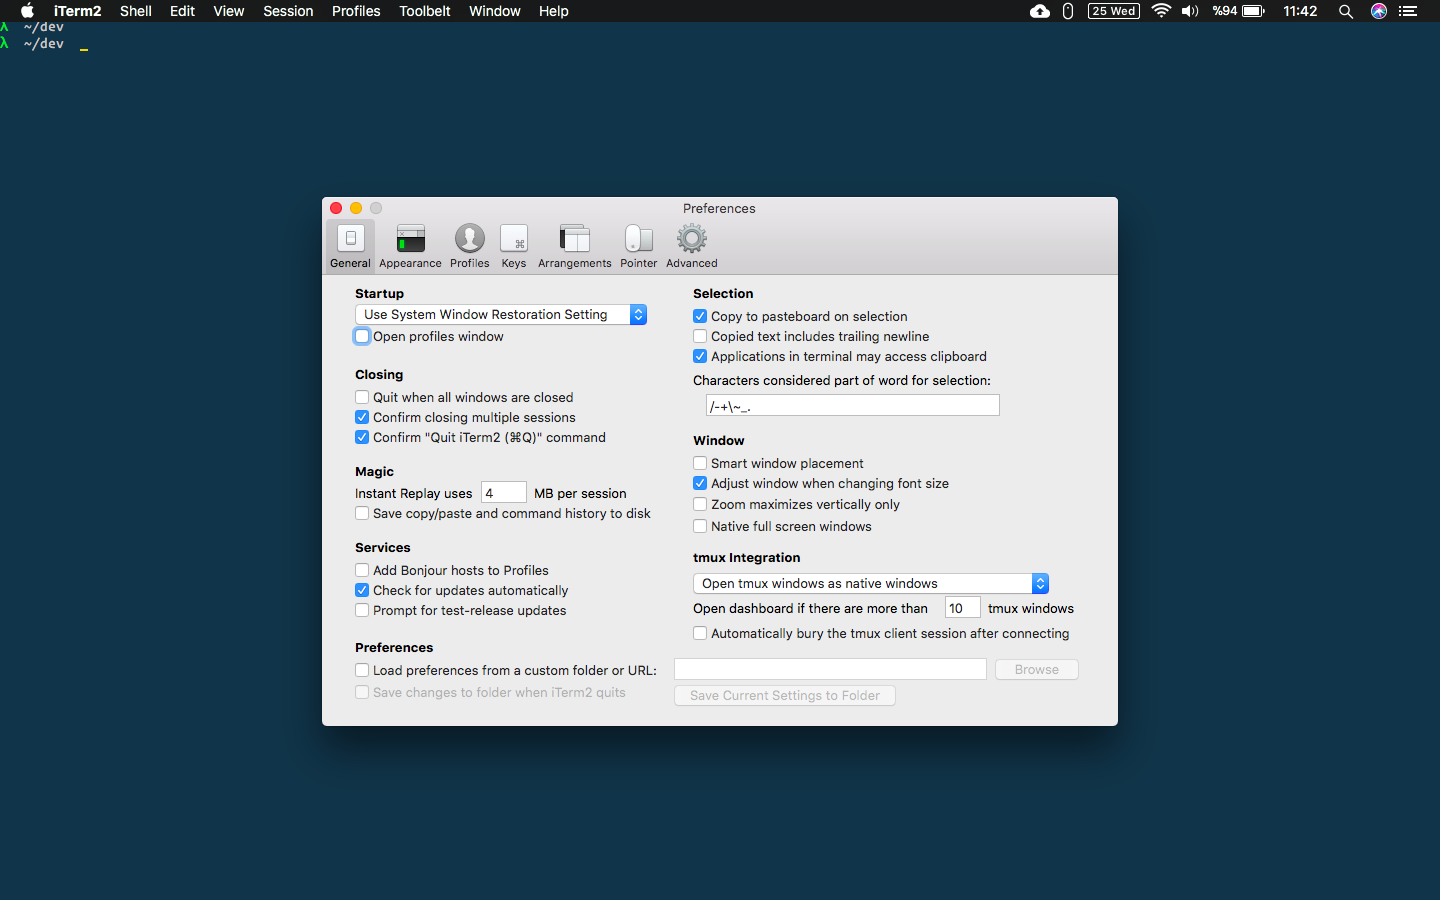 iTerm2 Shell Edit View Session Profiles Toolbelt Window Help 25 Wed %94 11:42
λ ~/dev
λ ~/dev _
Preferences
General Appearance Profiles Keys Arrangements Pointer Advanced
Startup
Use System Window Restoration Setting
Open profiles window
Closing
Quit when all windows are closed
Confirm closing multiple sessions
Confirm "Quit iTerm2 (⌘Q)" command
Magic
Instant Replay uses 4 MB per session
Save copy/paste and command history to disk
Services
Add Bonjour hosts to Profiles
Check for updates automatically
Prompt for test-release updates
Selection
Copy to pasteboard on selection
Copied text includes trailing newline
Applications in terminal may access clipboard
Characters considered part of word for selection:
/-+\~_.
Window
Smart window placement
Adjust window when changing font size
Zoom maximizes vertically only
Native full screen windows
tmux Integration
Open tmux windows as native windows
Open dashboard if there are more than 10 tmux windows
Automatically bury the tmux client session after connecting
Preferences
Load preferences from a custom folder or URL: Browse
Save changes to folder when iTerm2 quits Save Current Settings to Folder